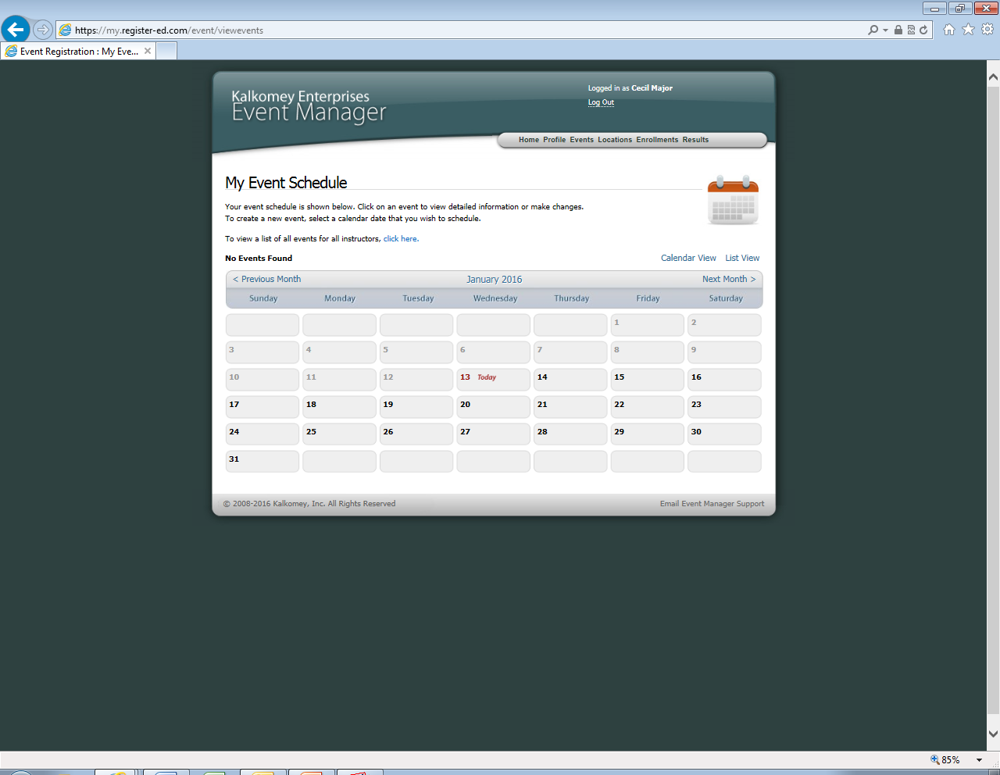 https://my.register-ed.com/event/viewevents
Event Registration : My Eve...
Kalkomey Enterprises
Event Manager
Logged in as Cecil Major
Log Out
Home Profile Events Locations Enrollments Results
My Event Schedule
Your event schedule is shown below. Click on an event to view detailed information or make changes.
To create a new event, select a calendar date that you wish to schedule.
To view a list of all events for all instructors, click here.
No Events Found
Calendar View List View
< Previous Month January 2016 Next Month >
Sunday Monday Tuesday Wednesday Thursday Friday Saturday
1 2
3 4 5 6 7 8 9
10 11 12 13 Today 14 15 16
17 18 19 20 21 22 23
24 25 26 27 28 29 30
31
© 2008-2016 Kalkomey, Inc. All Rights Reserved
Email Event Manager Support
85%